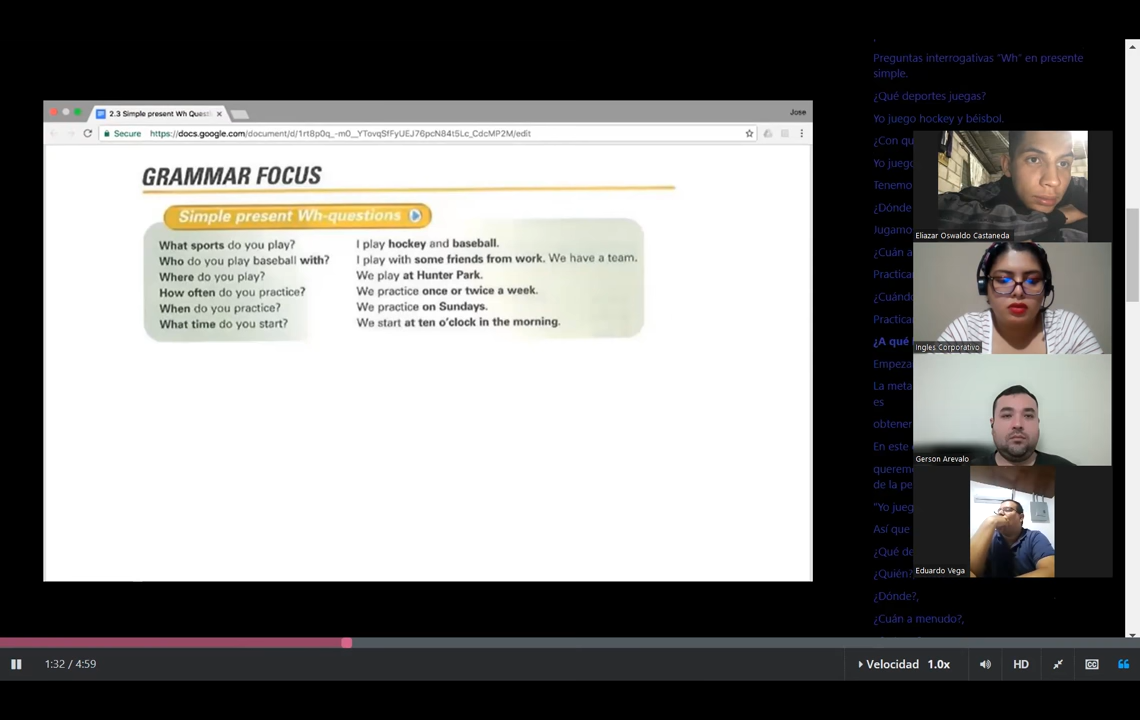 2.3 Simple present Wh Questi
Jose
Secure https://docs.google.com/document/d/1rt8p0q_-m0__YTovqSfFyUEJ76pcN84t5Lc_CdcMP2M/edit
GRAMMAR FOCUS
Simple present Wh-questions
What sports do you play? I play hockey and baseball.
Who do you play baseball with? I play with some friends from work. We have a team.
Where do you play? We play at Hunter Park.
How often do you practice? We practice once or twice a week.
When do you practice? We practice on Sundays.
What time do you start? We start at ten o'clock in the morning.
Preguntas interrogativas "Wh" en presente
simple.
¿Qué deportes juegas?
Yo juego hockey y béisbol.
¿Con qu
Yo juego
Tenemo
¿Dónde
Jugamo
¿Cuán a
Practica
¿Cuándo
Practica
¿A qué
Empeza
La meta
es
obtener
En este
querem
de la pe
"Yo jueg
Así que
¿Qué de
¿Quién?
¿Dónde?,
¿Cuán a menudo?,
Eliazar Oswaldo Castaneda
Ingles Corporativo
Gerson Arevalo
Eduardo Vega
1:32 / 4:59
Velocidad 1.0x
HD
CC